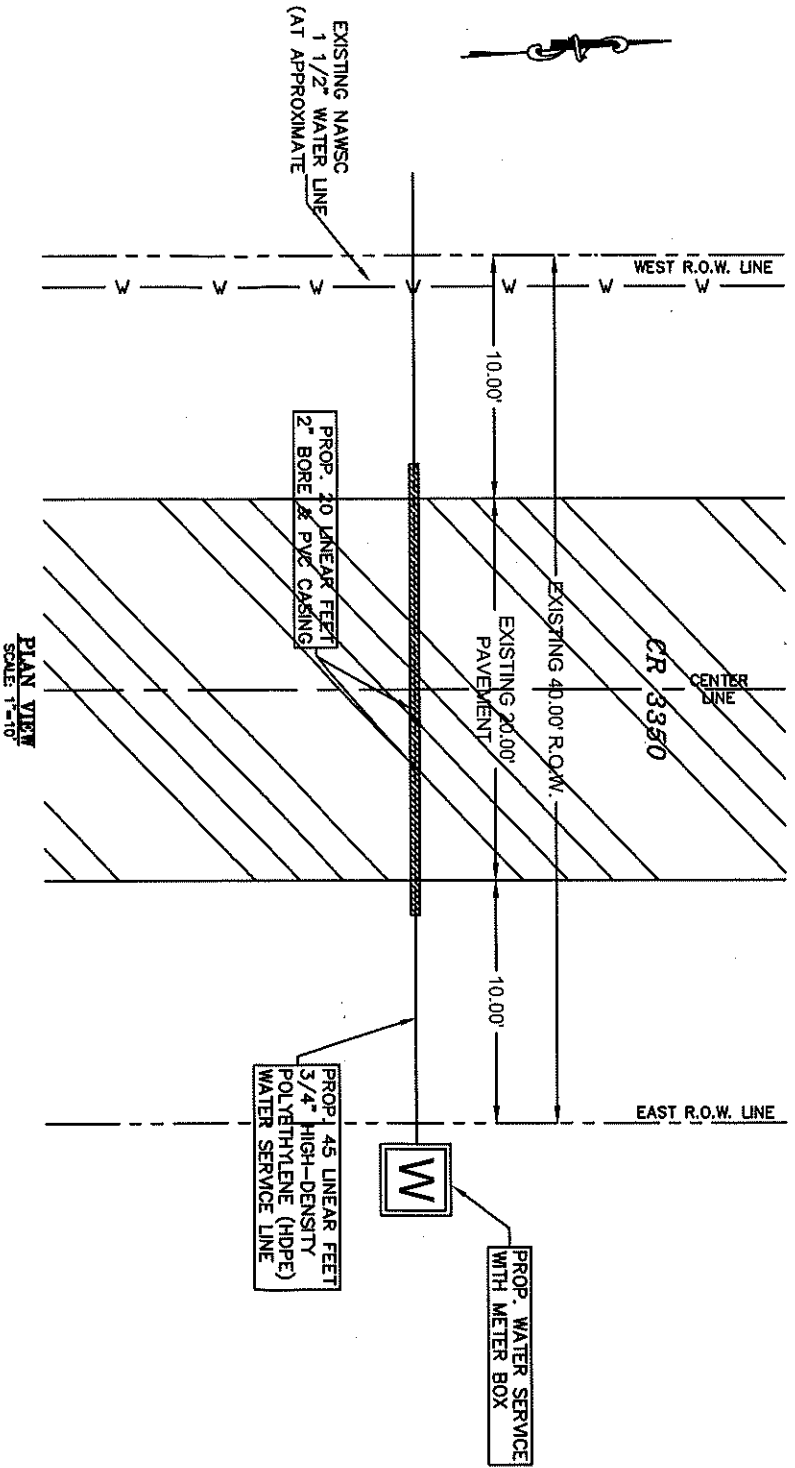 EXISTING NAWSC
1 1/2" WATER LINE
(AT APPROXIMATE
WEST R.O.W. LINE
W W W W W W W
10.00'
PROP. 20 LINEAR FEET
2" BORE & PVC CASING
EXISTING 40.00' R.O.W.
EXISTING 20.00'
PAVEMENT
CR 3350
CENTER
LINE
10.00'
EAST R.O.W. LINE
PROP. 45 LINEAR FEET
3/4" HIGH-DENSITY
POLYETHYLENE (HDPE)
WATER SERVICE LINE
W
PROP. WATER SERVICE
WITH METER BOX
PLAN VIEW
SCALE: 1"=10'